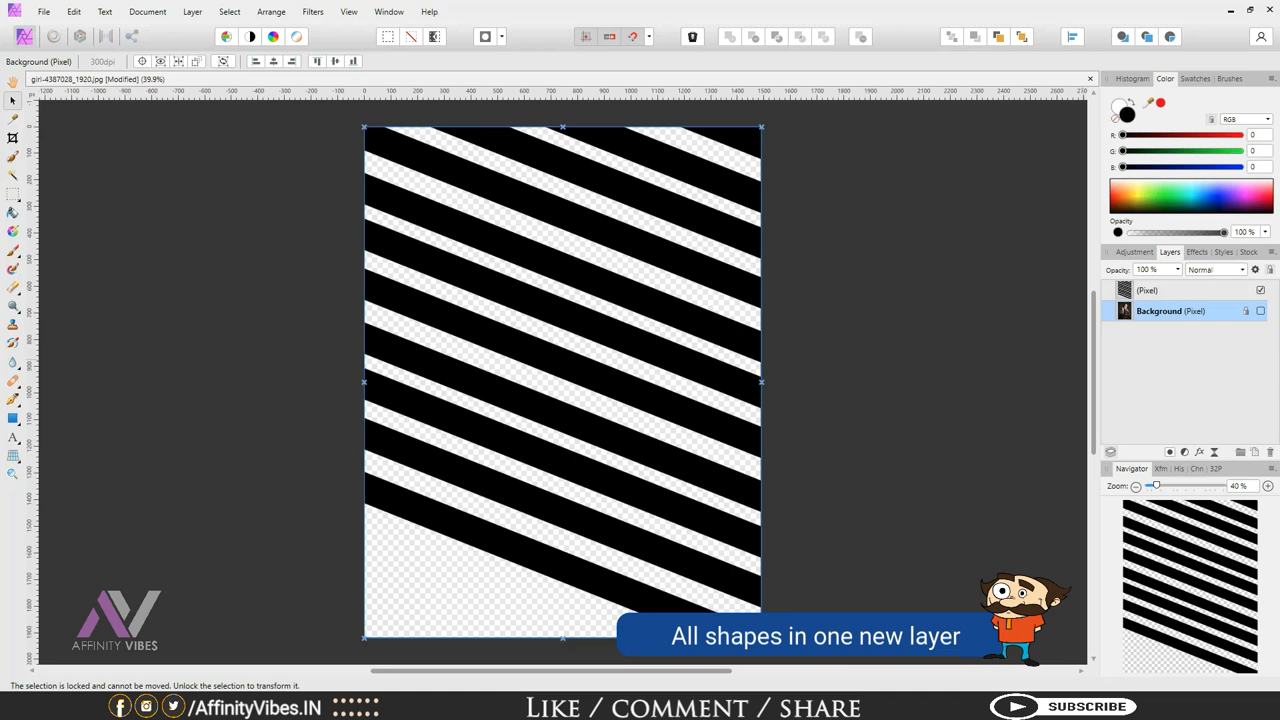 File Edit Text Document Layer Select Arrange Filters View Window Help
Background (Pixel) 300dpi
girl-4387028_1920.jpg [Modified] (39.9%)
Histogram Color Swatches Brushes
RGB
R: 0
G: 0
B: 0
Opacity
100 %
Adjustment Layers Effects Styles Stock
Opacity: 100 % Normal
(Pixel)
Background (Pixel)
Navigator Xfm His Chn 32P
Zoom: 40 %
AFFINITY VIBES
All shapes in one new layer
The selection is locked and cannot be moved. Unlock the selection to transform it.
/AffinityVibes.IN
LIKE / COMMENT / SHARE
SUBSCRIBE